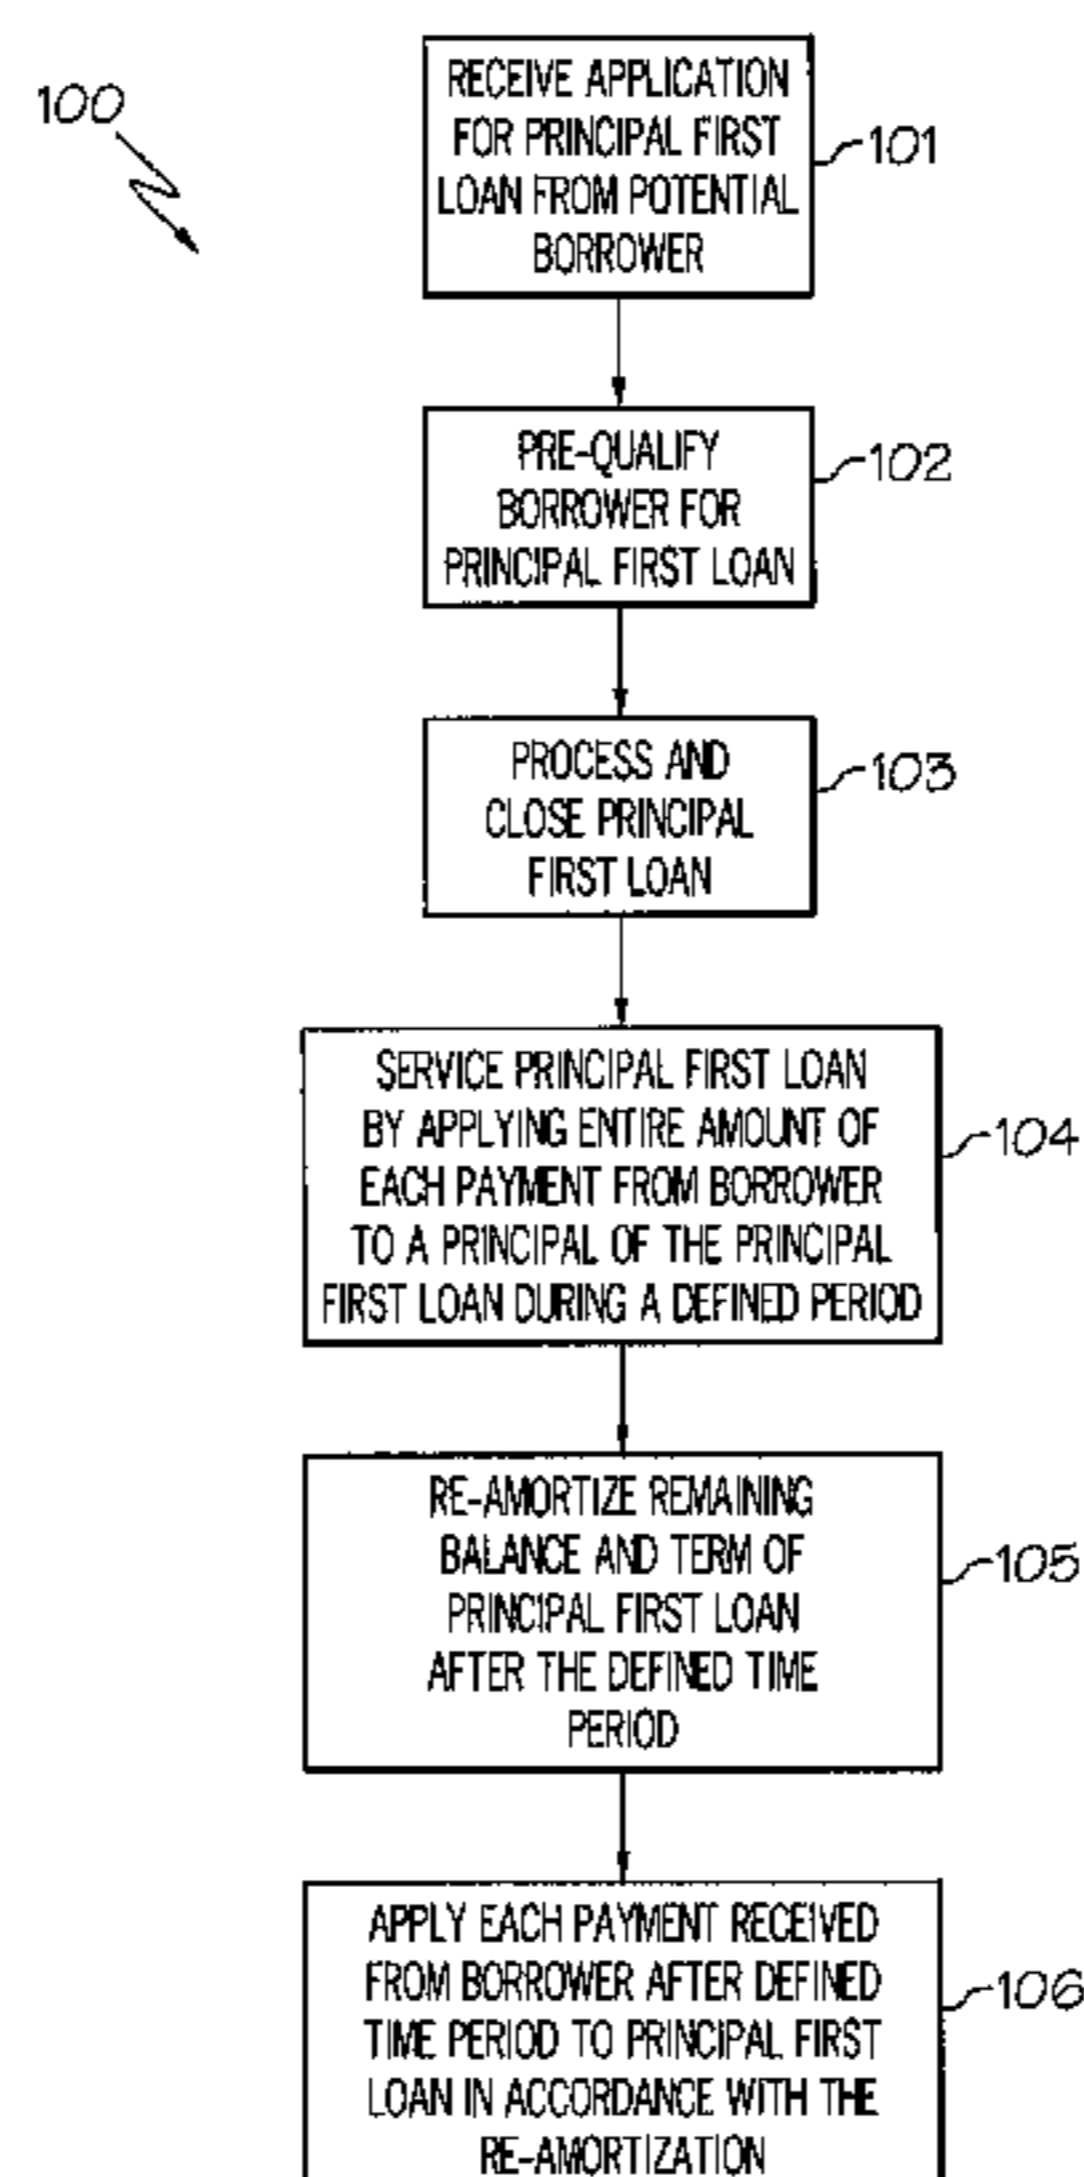 100
RECEIVE APPLICATION
FOR PRINCIPAL FIRST
LOAN FROM POTENTIAL
BORROWER
101
PRE-QUALIFY
BORROWER FOR
PRINCIPAL FIRST LOAN
102
PROCESS AND
CLOSE PRINCIPAL
FIRST LOAN
103
SERVICE PRINCIPAL FIRST LOAN
BY APPLYING ENTIRE AMOUNT OF
EACH PAYMENT FROM BORROWER
TO A PRINCIPAL OF THE PRINCIPAL
FIRST LOAN DURING A DEFINED PERIOD
104
RE-AMORTIZE REMAINING
BALANCE AND TERM OF
PRINCIPAL FIRST LOAN
AFTER THE DEFINED TIME
PERIOD
105
APPLY EACH PAYMENT RECEIVED
FROM BORROWER AFTER DEFINED
TIME PERIOD TO PRINCIPAL FIRST
LOAN IN ACCORDANCE WITH THE
RE-AMORTIZATION
106